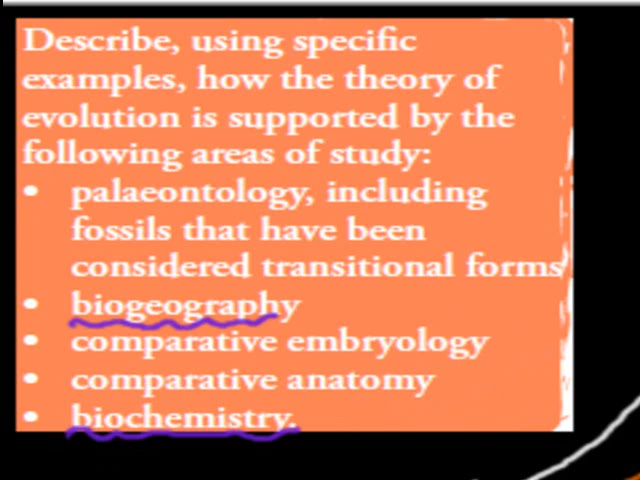 Describe, using specific
examples, how the theory of
evolution is supported by the
following areas of study:
• palaeontology, including
fossils that have been
considered transitional forms
• biogeography
• comparative embryology
• comparative anatomy
• biochemistry.